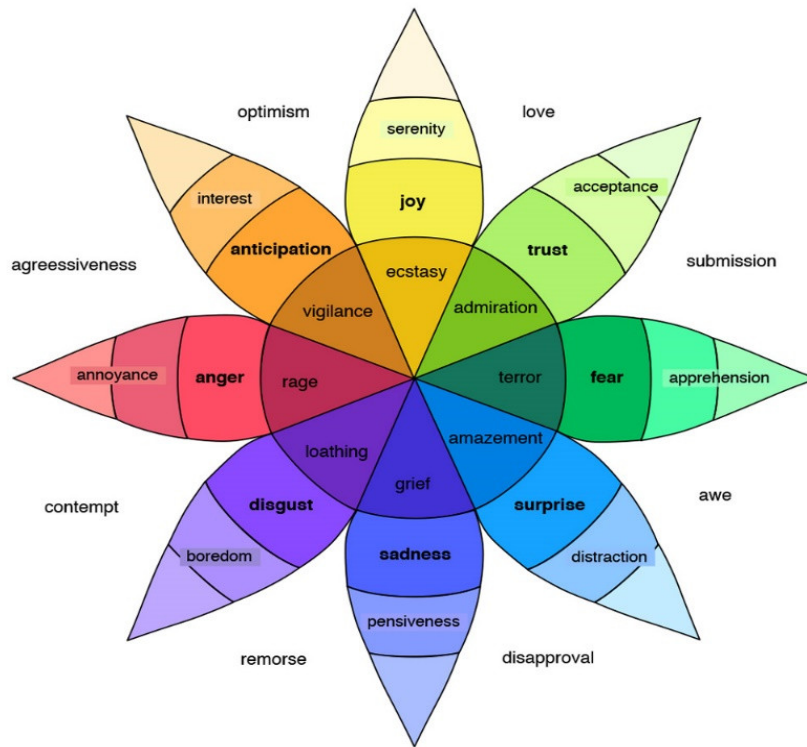 optimism
love
serenity
interest
acceptance
joy
anticipation
trust
agreessiveness
submission
ecstasy
vigilance
admiration
annoyance
anger
rage
terror
fear
apprehension
loathing
amazement
grief
contempt
disgust
surprise
awe
sadness
boredom
distraction
pensiveness
remorse
disapproval